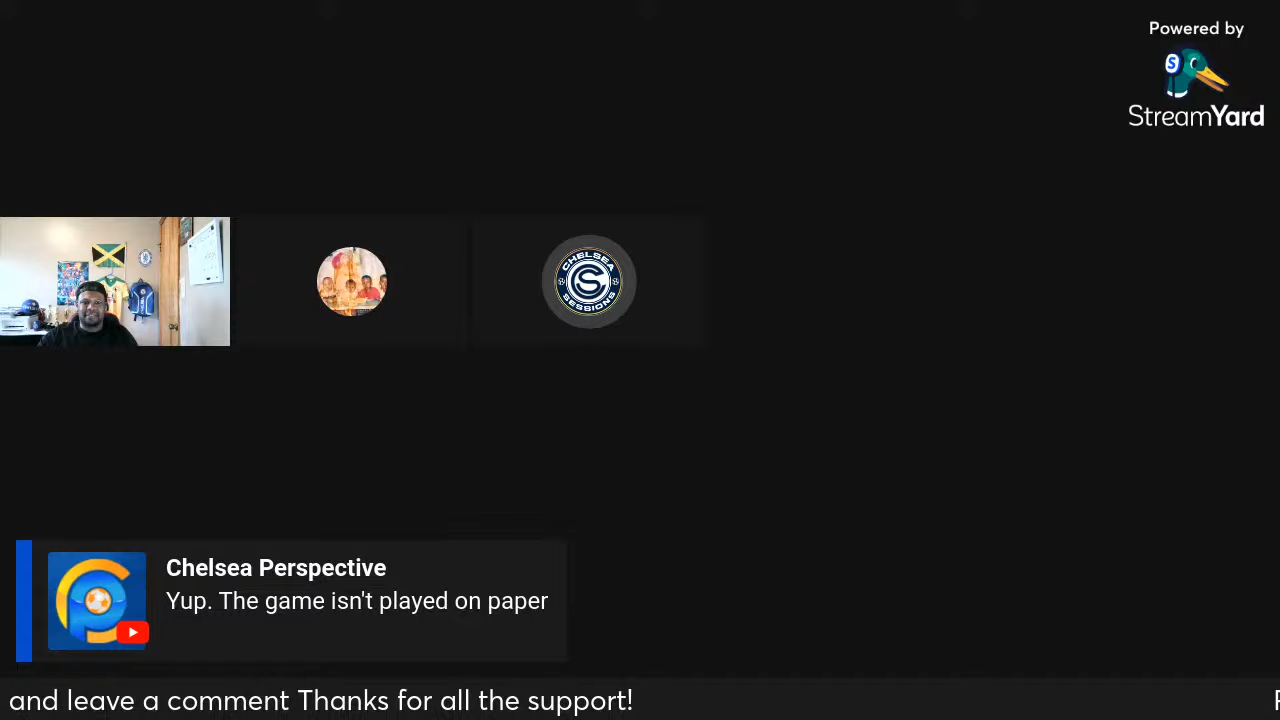 Powered by
S
StreamYard
CHELSEA
CS
SESSIONS
Chelsea Perspective
Yup. The game isn't played on paper
and leave a comment Thanks for all the support!